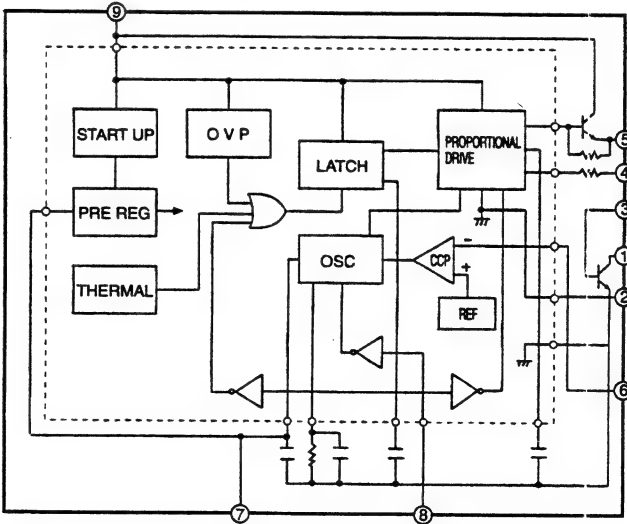 9
START UP
O V P
LATCH
PROPORTIONAL
DRIVE
5
4
PRE REG
3
OSC
CCP
-
+
1
THERMAL
REF
2
6
7
8